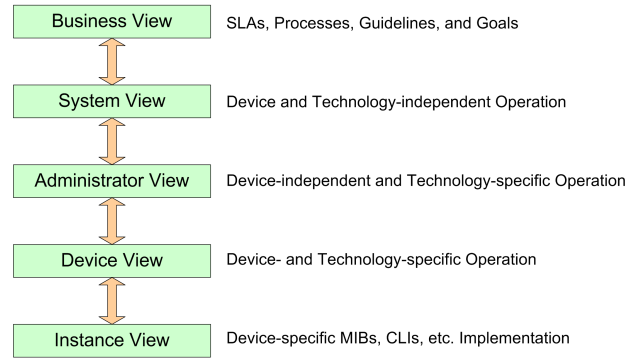 Business View SLAs, Processes, Guidelines, and Goals
System View Device and Technology-independent Operation
Administrator View Device-independent and Technology-specific Operation
Device View Device- and Technology-specific Operation
Instance View Device-specific MIBs, CLIs, etc. Implementation